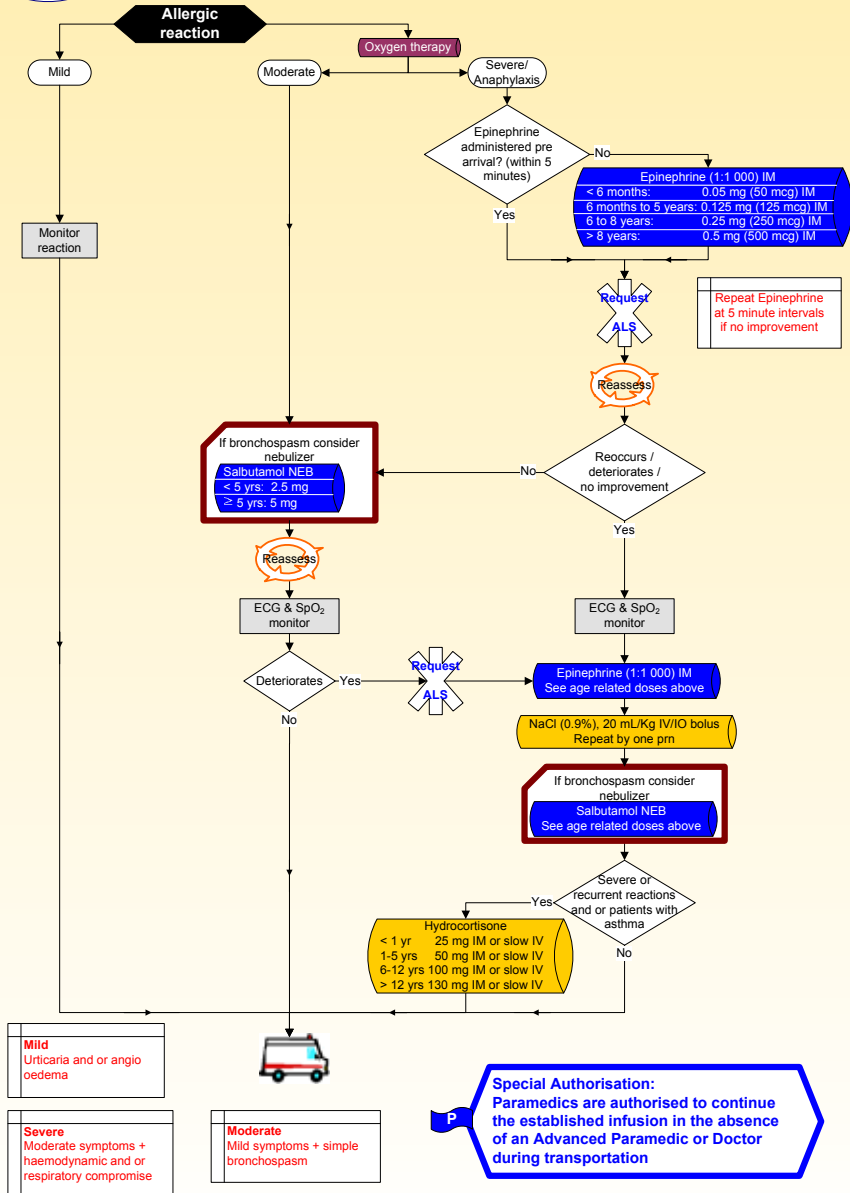 Allergic
reaction
Oxygen therapy
Mild
Moderate
Severe/
Anaphylaxis
Epinephrine
administered pre
arrival? (within 5
minutes)
No
Yes
Epinephrine (1:1 000) IM
< 6 months: 0.05 mg (50 mcg) IM
6 months to 5 years: 0.125 mg (125 mcg) IM
6 to 8 years: 0.25 mg (250 mcg) IM
> 8 years: 0.5 mg (500 mcg) IM
Monitor
reaction
Request
ALS
Repeat Epinephrine
at 5 minute intervals
if no improvement
Reassess
If bronchospasm consider
nebulizer
Salbutamol NEB
< 5 yrs: 2.5 mg
≥ 5 yrs: 5 mg
No
Reoccurs /
deteriorates /
no improvement
Yes
Reassess
ECG & SpO₂
monitor
ECG & SpO₂
monitor
Deteriorates
Yes
No
Request
ALS
Epinephrine (1:1 000) IM
See age related doses above
NaCl (0.9%), 20 mL/Kg IV/IO bolus
Repeat by one prn
If bronchospasm consider
nebulizer
Salbutamol NEB
See age related doses above
Severe or
recurrent reactions
and or patients with
asthma
Yes
No
Hydrocortisone
< 1 yr 25 mg IM or slow IV
1-5 yrs 50 mg IM or slow IV
6-12 yrs 100 mg IM or slow IV
> 12 yrs 130 mg IM or slow IV
Mild
Urticaria and or angio
oedema
Severe
Moderate symptoms +
haemodynamic and or
respiratory compromise
Moderate
Mild symptoms + simple
bronchospasm
P
Special Authorisation:
Paramedics are authorised to continue
the established infusion in the absence
of an Advanced Paramedic or Doctor
during transportation